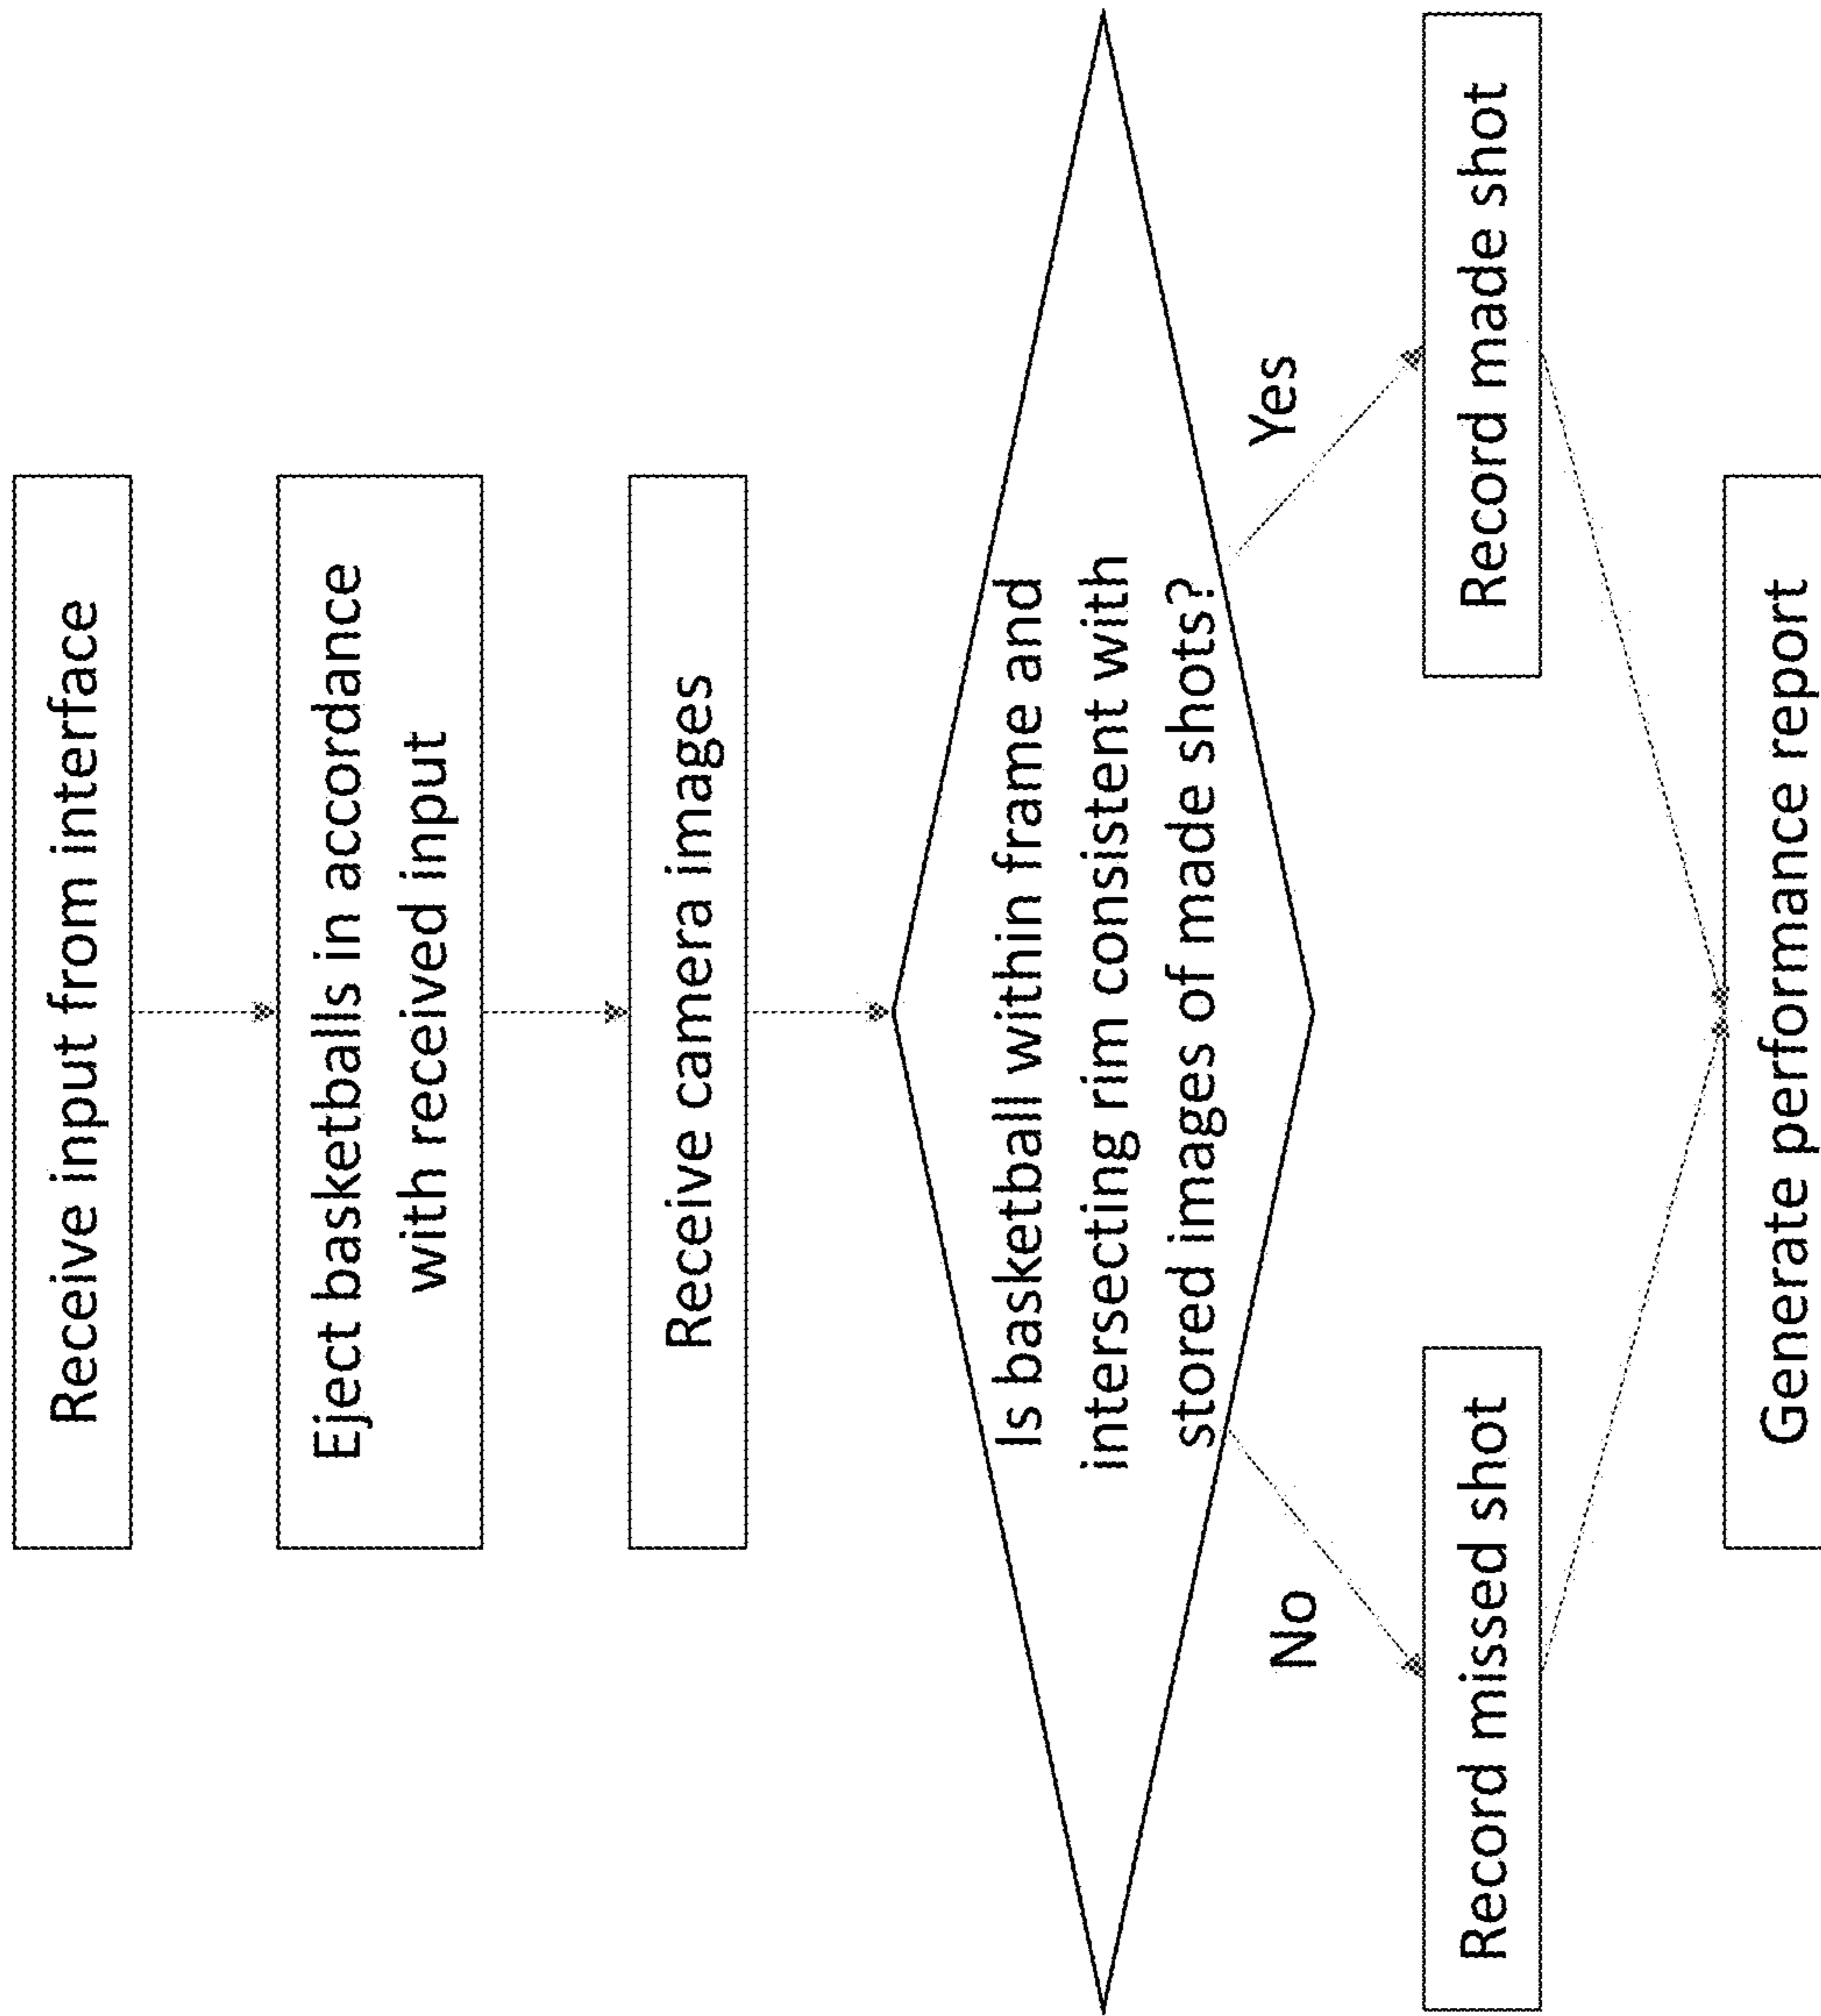 Receive input from interface
Eject basketballs in accordance
with received input
Receive camera images
Is basketball within frame and
intersecting rim consistent with
stored images of made shots?
No
Yes
Record missed shot
Record made shot
Generate performance report